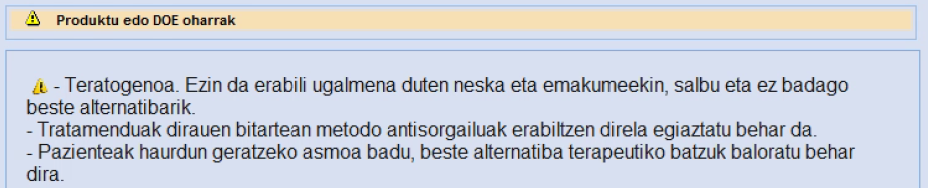 Produktu edo DOE oharrak
- Teratogenoa. Ezin da erabili ugalmena duten neska eta emakumeekin, salbu eta ez badago
beste alternatibarik.
- Tratamenduak dirauen bitartean metodo antisorgailuak erabiltzen direla egiaztatu behar da.
- Pazienteak haurdun geratzeko asmoa badu, beste alternatiba terapeutiko batzuk baloratu behar
dira.